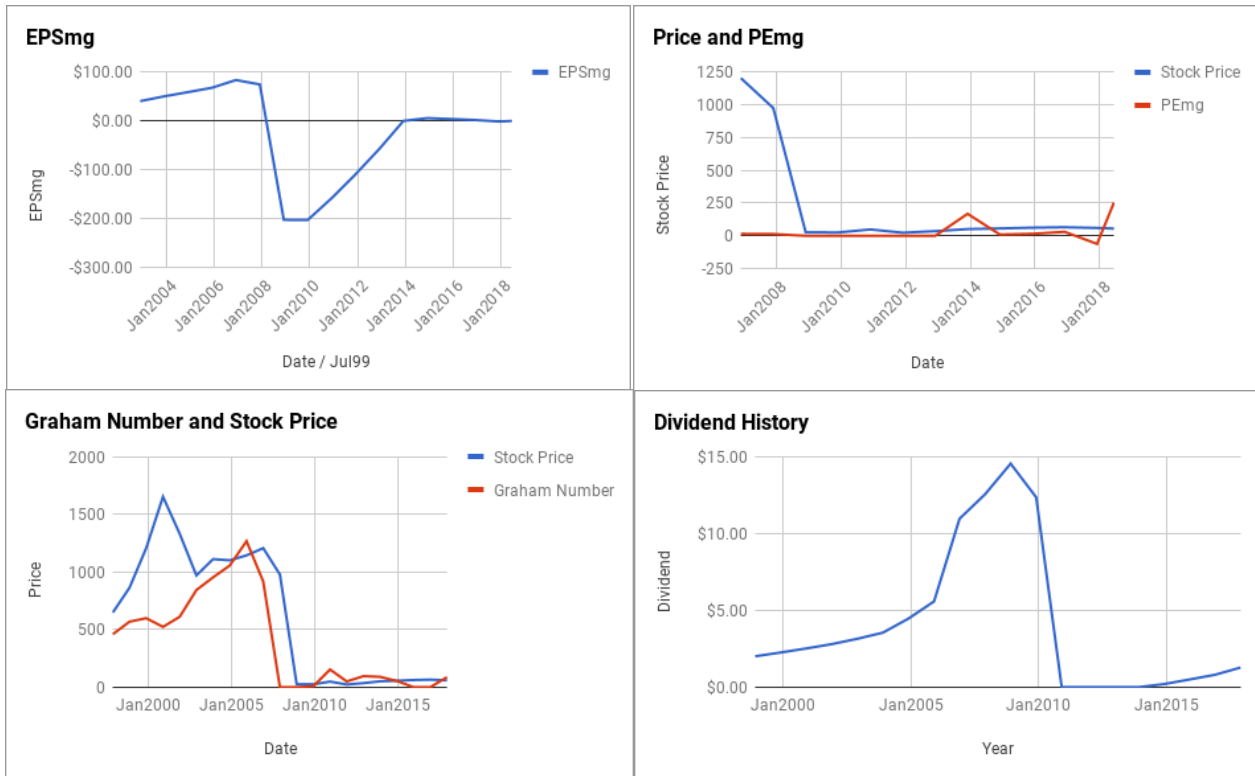 EPSmg
$100.00
EPSmg
$0.00
-$100.00
-$200.00
-$300.00
EPSmg
Jan2004
Jan2006
Jan2008
Jan2010
Jan2012
Jan2014
Jan2016
Jan2018
Date / Jul99
Price and PEmg
1250
Stock Price
1000
PEmg
750
500
250
0
-250
Stock Price
Jan2008
Jan2010
Jan2012
Jan2014
Jan2016
Jan2018
Date
Graham Number and Stock Price
2000
Stock Price
1500
Graham Number
1000
500
0
Price
Jan2000
Jan2005
Jan2010
Jan2015
Date
Dividend History
$15.00
$10.00
$5.00
$0.00
Dividend
Jan2000
Jan2005
Jan2010
Jan2015
Year